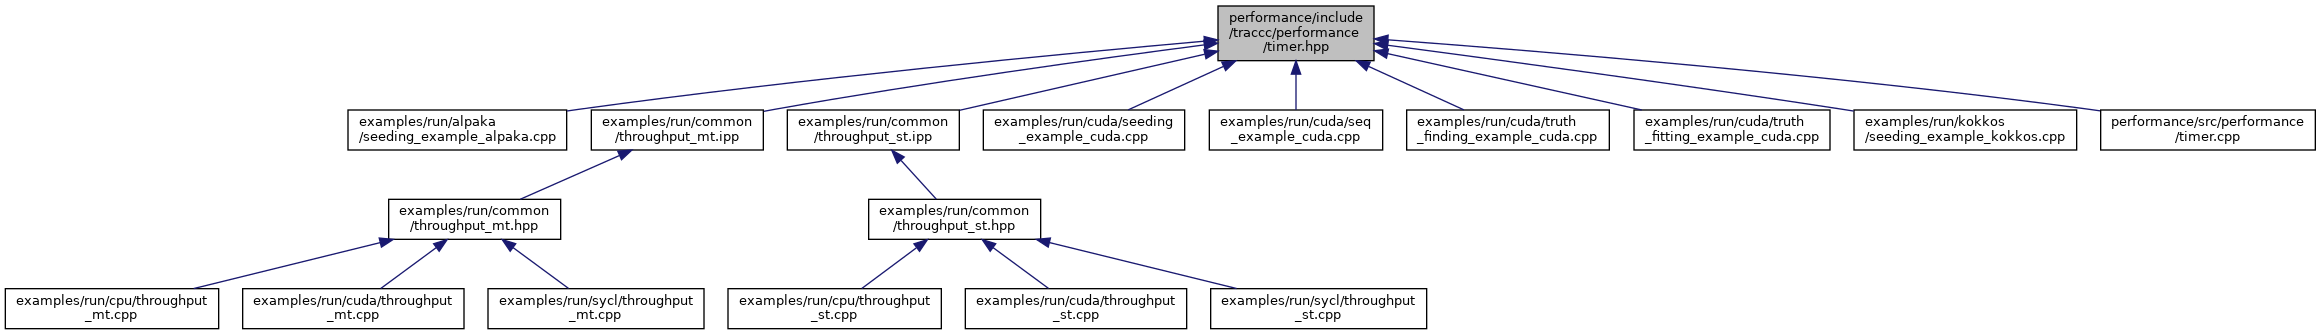 performance/include
/traccc/performance
/timer.hpp
examples/run/alpaka
/seeding_example_alpaka.cpp
examples/run/common
/throughput_mt.ipp
examples/run/common
/throughput_st.ipp
examples/run/cuda/seeding
_example_cuda.cpp
examples/run/cuda/seq
_example_cuda.cpp
examples/run/cuda/truth
_finding_example_cuda.cpp
examples/run/cuda/truth
_fitting_example_cuda.cpp
examples/run/kokkos
/seeding_example_kokkos.cpp
performance/src/performance
/timer.cpp
examples/run/common
/throughput_mt.hpp
examples/run/common
/throughput_st.hpp
examples/run/cpu/throughput
_mt.cpp
examples/run/cuda/throughput
_mt.cpp
examples/run/sycl/throughput
_mt.cpp
examples/run/cpu/throughput
_st.cpp
examples/run/cuda/throughput
_st.cpp
examples/run/sycl/throughput
_st.cpp